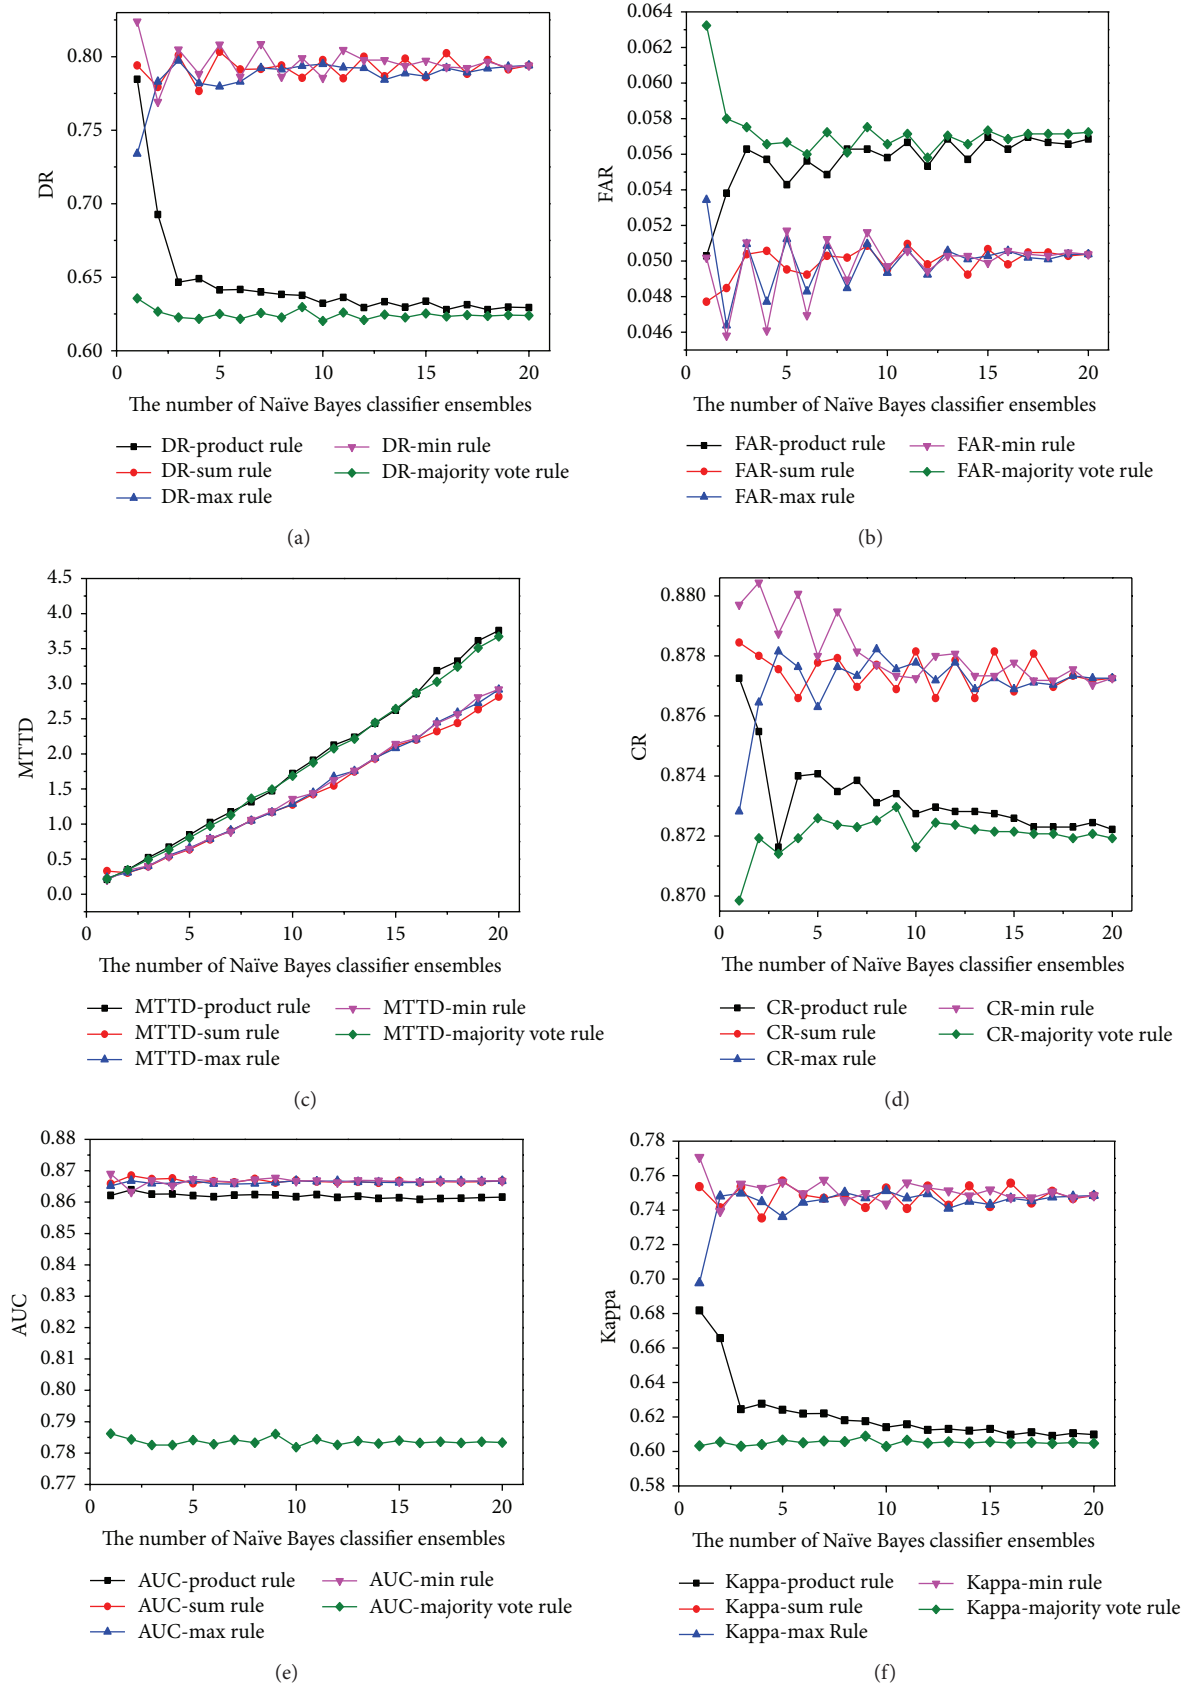 DR
0.80
0.75
0.70
0.65
0.60
0 5 10 15 20
The number of Naïve Bayes classifier ensembles
DR-product rule
DR-sum rule
DR-max rule
DR-min rule
DR-majority vote rule
(a)
FAR
0.064
0.062
0.060
0.058
0.056
0.054
0.052
0.050
0.048
0.046
0 5 10 15 20
The number of Naïve Bayes classifier ensembles
FAR-product rule
FAR-sum rule
FAR-max rule
FAR-min rule
FAR-majority vote rule
(b)
MTTD
4.5
4.0
3.5
3.0
2.5
2.0
1.5
1.0
0.5
0.0
0 5 10 15 20
The number of Naïve Bayes classifier ensembles
MTTD-product rule
MTTD-sum rule
MTTD-max rule
MTTD-min rule
MTTD-majority vote rule
(c)
CR
0.880
0.878
0.876
0.874
0.872
0.870
0 5 10 15 20
The number of Naïve Bayes classifier ensembles
CR-product rule
CR-sum rule
CR-max rule
CR-min rule
CR-majority vote rule
(d)
AUC
0.88
0.87
0.86
0.85
0.84
0.83
0.82
0.81
0.80
0.79
0.78
0.77
0 5 10 15 20
The number of Naïve Bayes classifier ensembles
AUC-product rule
AUC-sum rule
AUC-max rule
AUC-min rule
AUC-majority vote rule
(e)
Kappa
0.78
0.76
0.74
0.72
0.70
0.68
0.66
0.64
0.62
0.60
0.58
0 5 10 15 20
The number of Naïve Bayes classifier ensembles
Kappa-product rule
Kappa-sum rule
Kappa-max Rule
Kappa-min rule
Kappa-majority vote rule
(f)